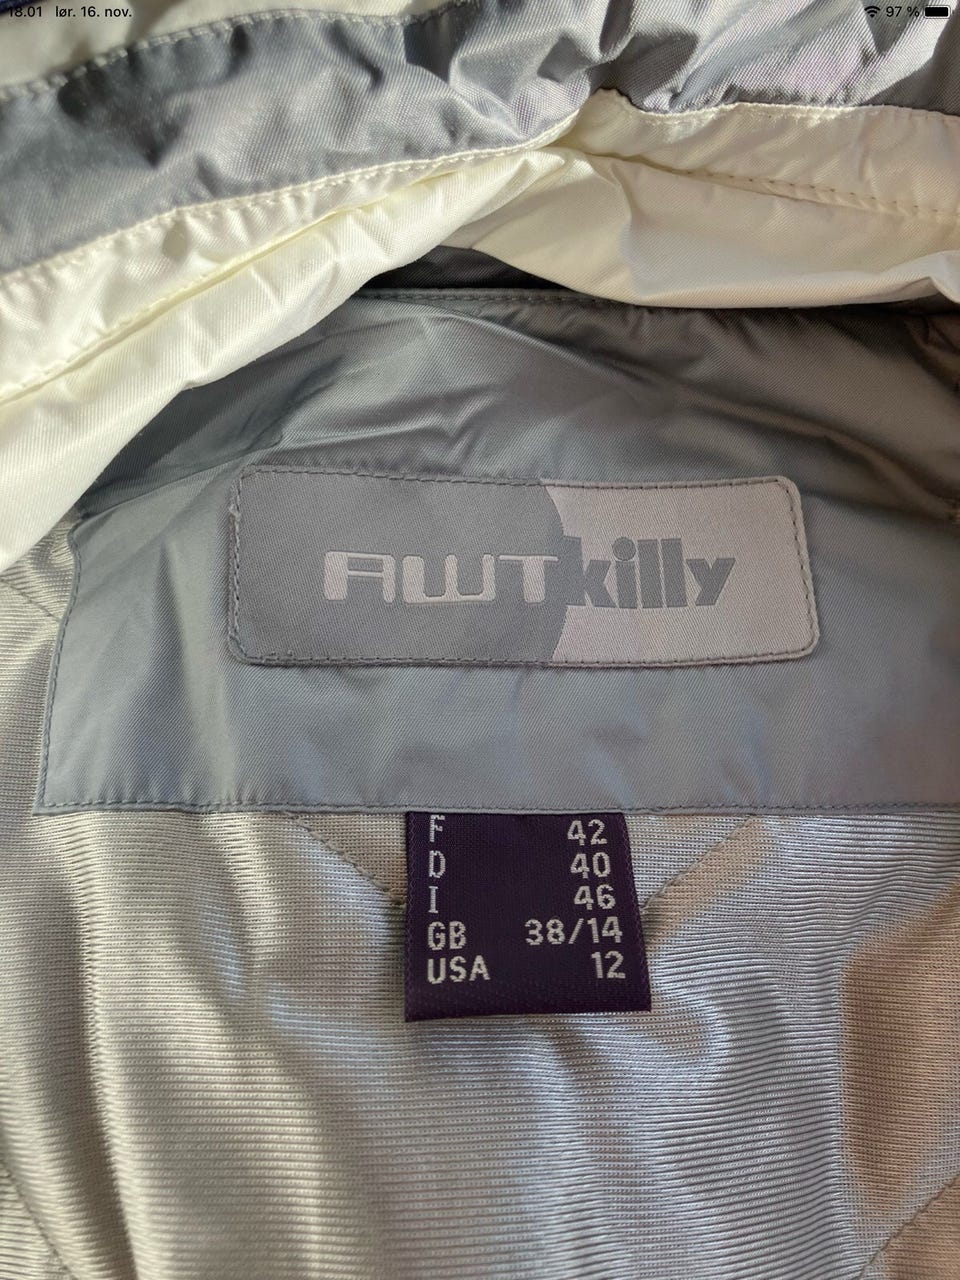 18.01 lør. 16. nov.
97 %
AWTkilly
F 42
D 40
I 46
GB 38/14
USA 12